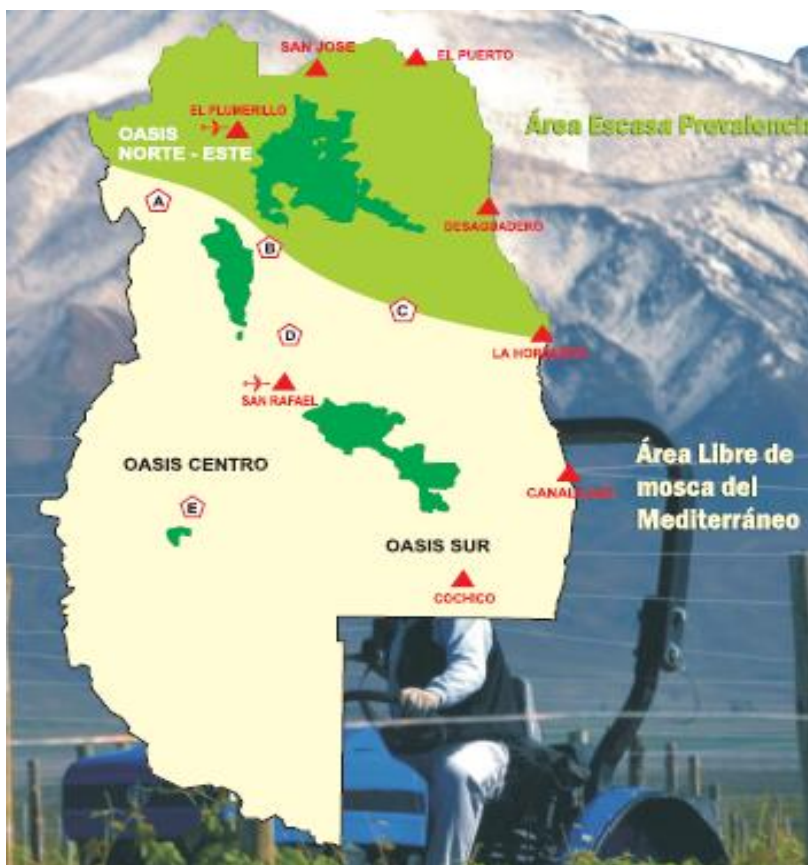 SAN JOSE
EL PUERTO
EL PLUMERILLO
OASIS
NORTE - ESTE
Área Escasa Prevalencia
A
DESAGUADERO
B
C
D
LA
SAN RAFAEL
OASIS CENTRO
Área Libre de
mosca del
Mediterráneo
E
OASIS SUR
COCHICO